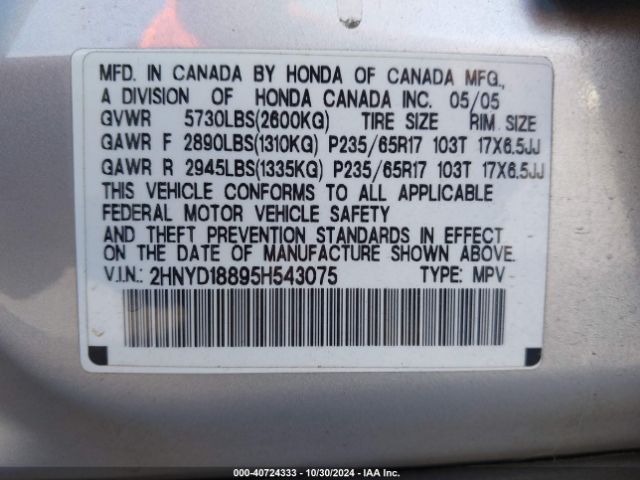 MFD. IN CANADA BY HONDA OF CANADA MFG.,
A DIVISION OF HONDA CANADA INC. 05/05
GVWR 5730LBS(2600KG) TIRE SIZE RIM SIZE
GAWR F 2890LBS(1310KG) P235/65R17 103T 17X6.5JJ
GAWR R 2945LBS(1335KG) P235/65R17 103T 17X6.5JJ
THIS VEHICLE CONFORMS TO ALL APPLICABLE
FEDERAL MOTOR VEHICLE SAFETY
AND THEFT PREVENTION STANDARDS IN EFFECT
ON THE DATE OF MANUFACTURE SHOWN ABOVE.
V.I.N.: 2HNYD18895H543075 TYPE: MPV
© - 40724333 - 10/30/2024 - IAA Holdings, LLC